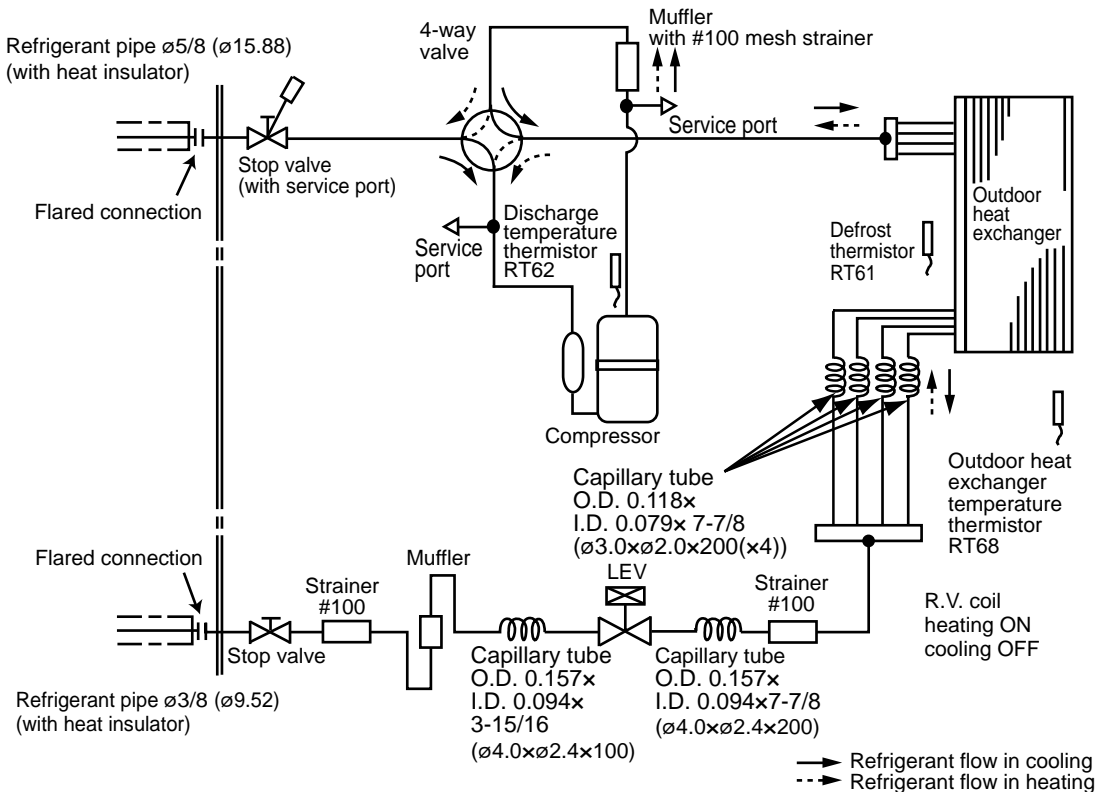 Refrigerant pipe ø5/8 (ø15.88)
(with heat insulator)
4-way
valve
Muffler
with #100 mesh strainer
Service port
Stop valve
(with service port)
Flared connection
Service
port
Discharge
temperature
thermistor
RT62
Compressor
Outdoor
heat
exchanger
Defrost
thermistor
RT61
Capillary tube
O.D. 0.118×
I.D. 0.079× 7-7/8
(ø3.0×ø2.0×200(×4))
Outdoor heat
exchanger
temperature
thermistor
RT68
Flared connection
Strainer
#100
Muffler
LEV
Strainer
#100
R.V. coil
heating ON
cooling OFF
Stop valve
Capillary tube
O.D. 0.157×
I.D. 0.094×
3-15/16
(ø4.0×ø2.4×100)
Capillary tube
O.D. 0.157×
I.D. 0.094×7-7/8
(ø4.0×ø2.4×200)
Refrigerant pipe ø3/8 (ø9.52)
(with heat insulator)
Refrigerant flow in cooling
Refrigerant flow in heating